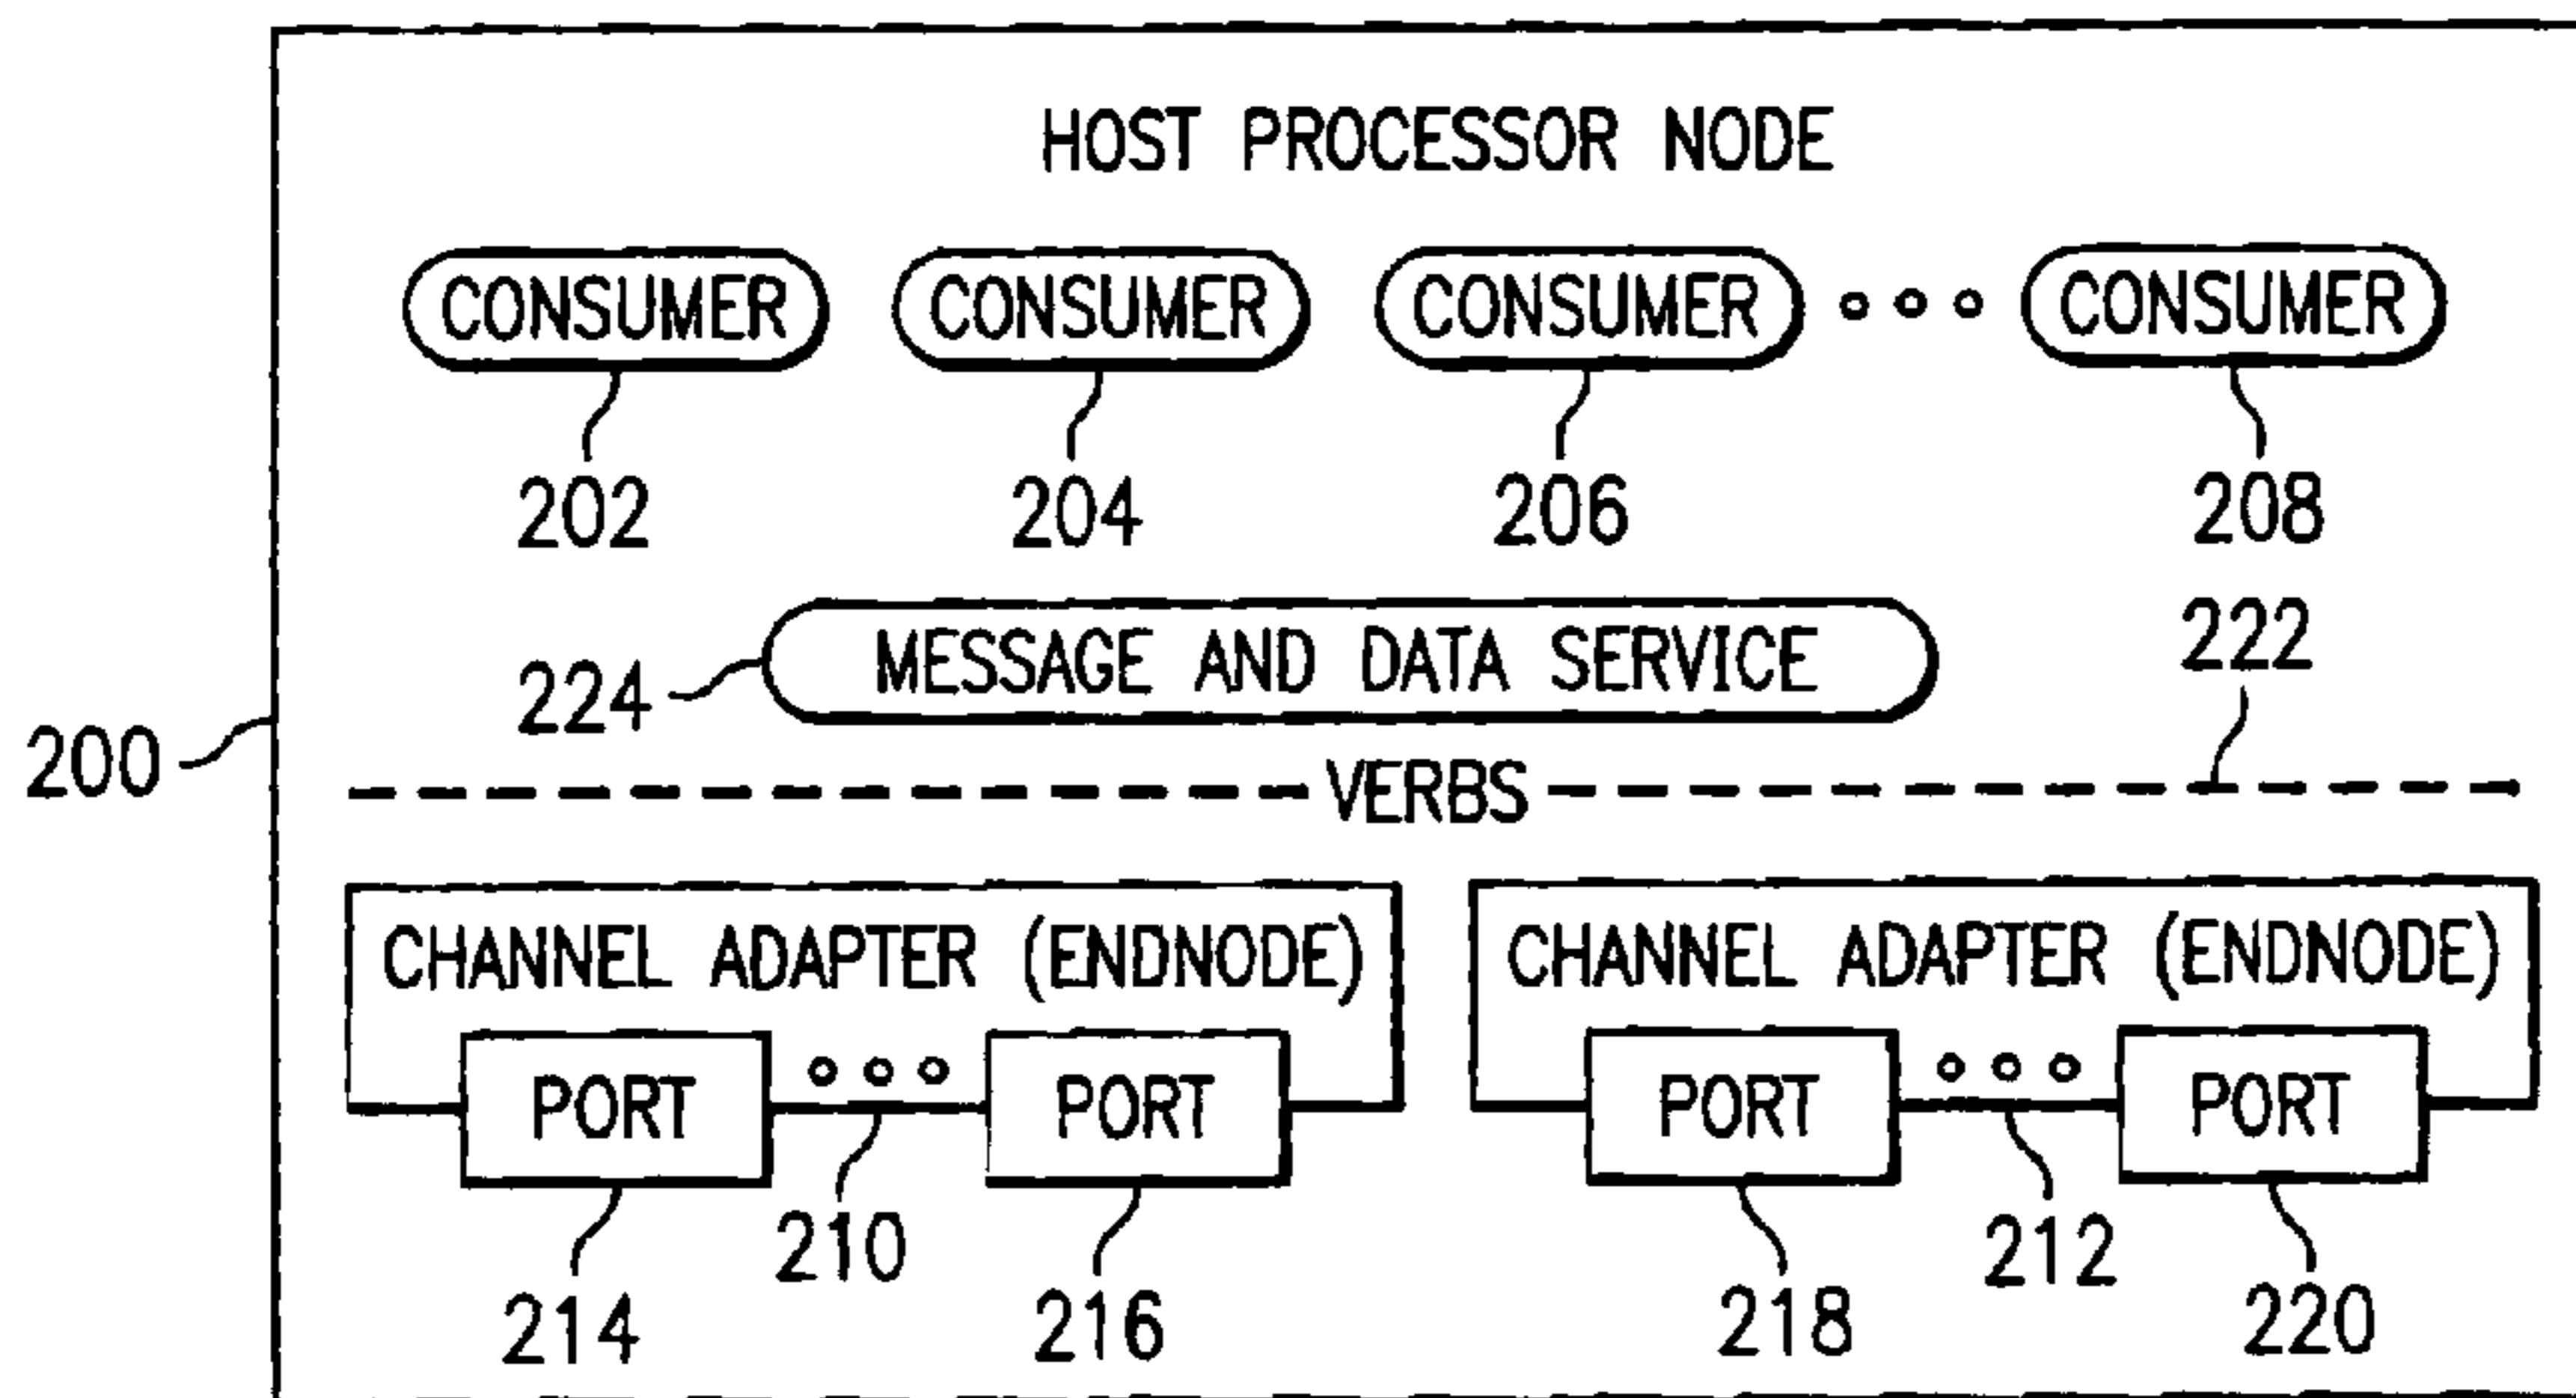 HOST PROCESSOR NODE
CONSUMER CONSUMER CONSUMER CONSUMER
202 204 206 208
MESSAGE AND DATA SERVICE
224
222
200
VERBS
CHANNEL ADAPTER (ENDNODE) CHANNEL ADAPTER (ENDNODE)
PORT PORT PORT PORT
210 212
214 216 218 220